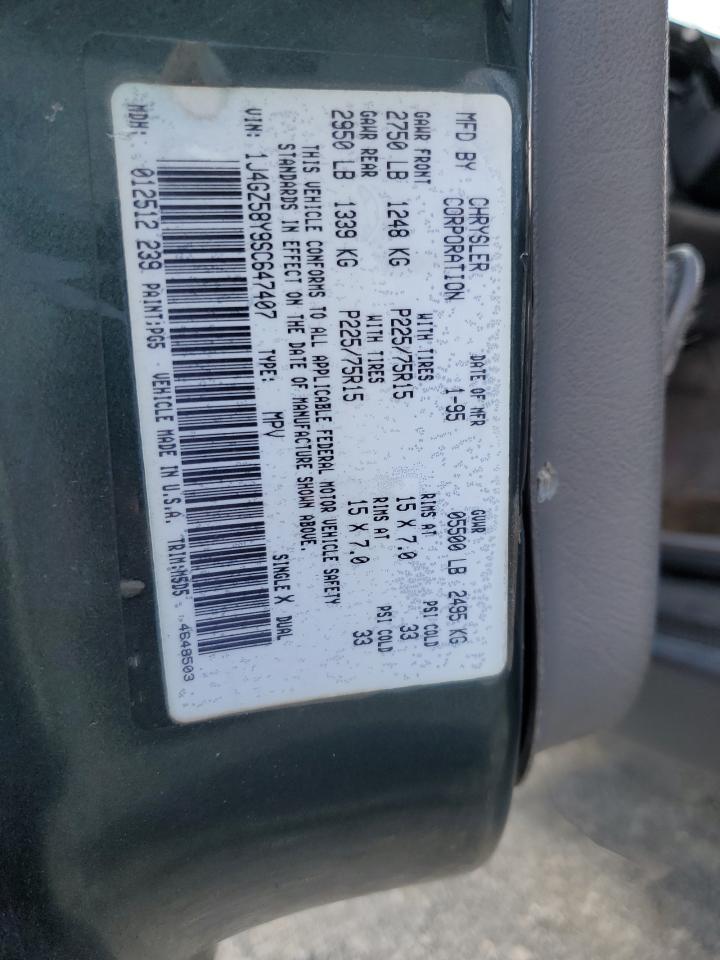 MFD BY CHRYSLER CORPORATION DATE OF MFR 1-95 GVWR 05500 LB 2495 KG
GAWR FRONT WITH TIRES RIMS AT PSI COLD
2750 LB 1248 KG P225/75R15 15 X 7.0 33
GAWR REAR WITH TIRES RIMS AT PSI COLD
2950 LB 1339 KG P225/75R15 15 X 7.0 33
THIS VEHICLE CONFORMS TO ALL APPLICABLE FEDERAL MOTOR VEHICLE SAFETY
STANDARDS IN EFFECT ON THE DATE OF MANUFACTURE SHOWN ABOVE.
VIN: 1J4GZ58Y9SC647407 TYPE: MPV SINGLE X DUAL
MDH: 012512 239 PAINT:PG5 VEHICLE MADE IN U.S.A. TRIM:M5D5 4648503